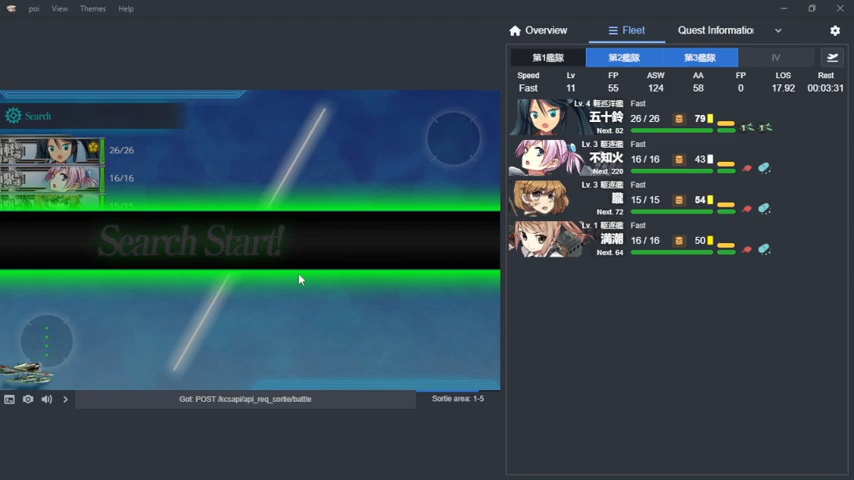 poi View Themes Help
Overview Fleet Quest Informatio
第1艦隊 第2艦隊 第3艦隊 IV
Speed Lv FP ASW AA FP LOS Rest
Fast 11 55 124 58 0 17.92 00:03:31
Search
26/26
16/16
Search Start!
Lv. 4 軽巡洋艦 Fast
五十鈴 26 / 26 79
Next. 82
Lv. 3 駆逐艦 Fast
不知火 16 / 16 43
Next. 220
Lv. 3 駆逐艦 Fast
朧 15 / 15 54
Next. 72
Lv. 1 駆逐艦 Fast
満潮 16 / 16 50
Next. 64
Got: POST /kcsapi/api_req_sortie/battle
Sortie area: 1-5